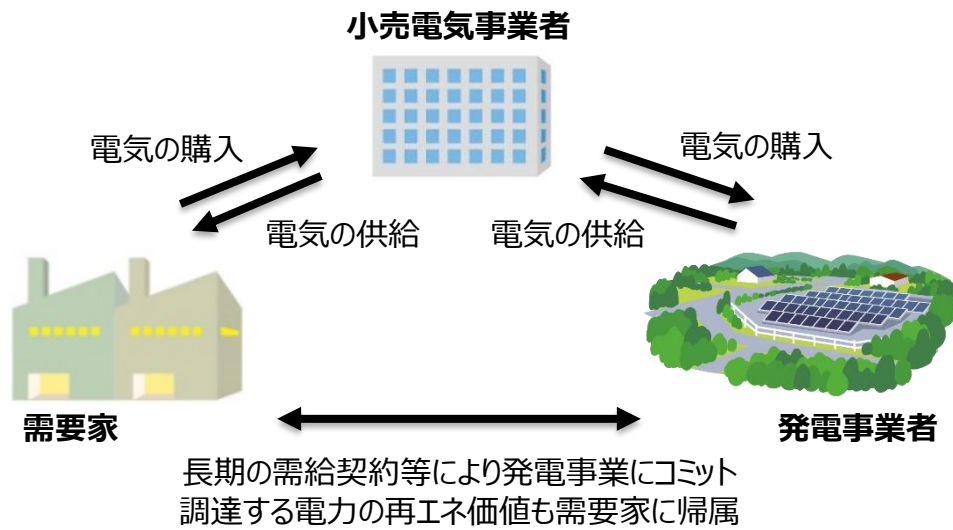 小売電気事業者
電気の購入
電気の購入
電気の供給
電気の供給
需要家
発電事業者
長期の需給契約等により発電事業にコミット
調達する電力の再エネ価値も需要家に帰属